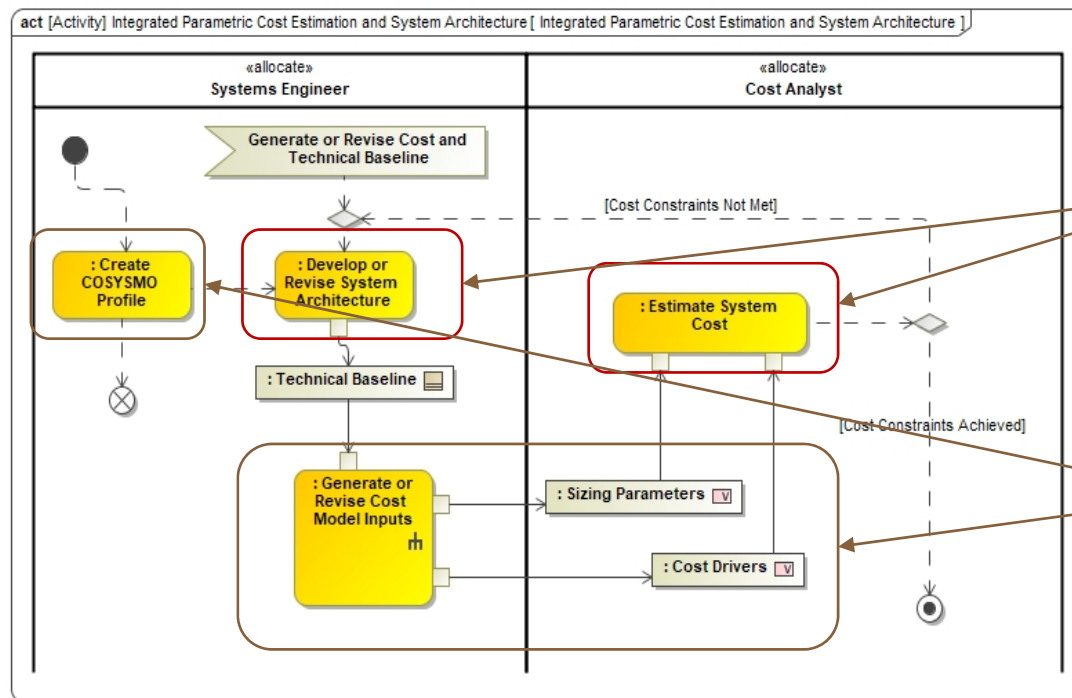 act [Activity] Integrated Parametric Cost Estimation and System Architecture [ Integrated Parametric Cost Estimation and System Architecture ]
«allocate»
Systems Engineer
«allocate»
Cost Analyst
Generate or Revise Cost and
Technical Baseline
[Cost Constraints Not Met]
: Create
COSYSMO
Profile
: Develop or
Revise System
Architecture
: Estimate System
Cost
: Technical Baseline
[Cost Constraints Achieved]
: Generate or
Revise Cost
Model Inputs
: Sizing Parameters V
: Cost Drivers V